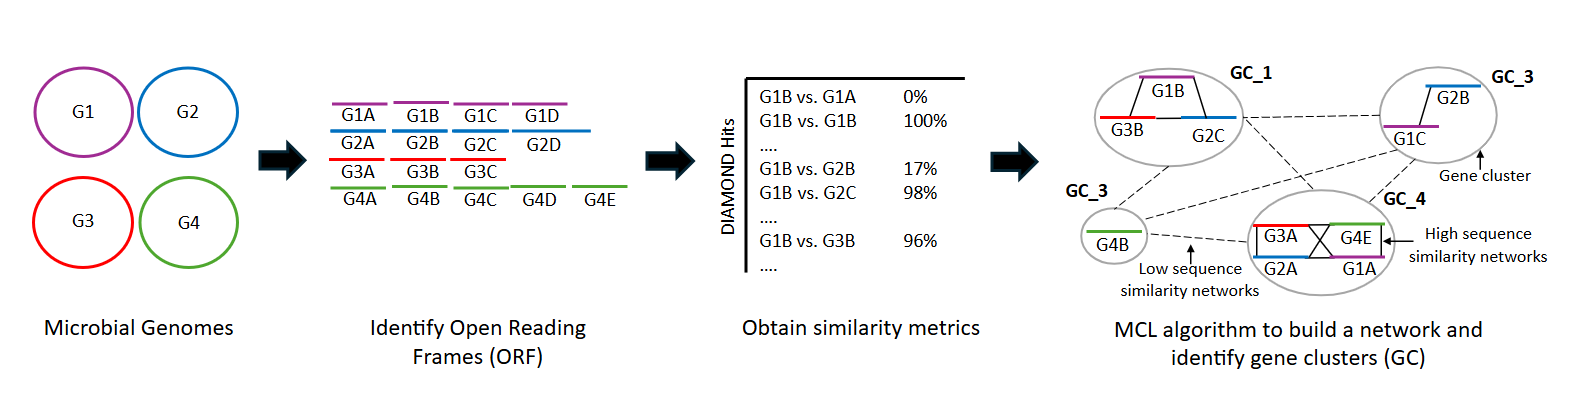 G1
G2
G3
G4
Microbial Genomes
G1A G1B G1C G1D
G2A G2B G2C G2D
G3A G3B G3C
G4A G4B G4C G4D G4E
Identify Open Reading
Frames (ORF)
DIAMOND Hits
G1B vs. G1A 0%
G1B vs. G1B 100%
....
G1B vs. G2B 17%
G1B vs. G2C 98%
....
G1B vs. G3B 96%
....
Obtain similarity metrics
GC_1
G1B
G3B
G2C
GC_3
G2B
G1C
Gene cluster
GC_3
G4B
GC_4
G3A G4E
G2A G1A
High sequence
similarity networks
Low sequence
similarity networks
MCL algorithm to build a network and
identify gene clusters (GC)